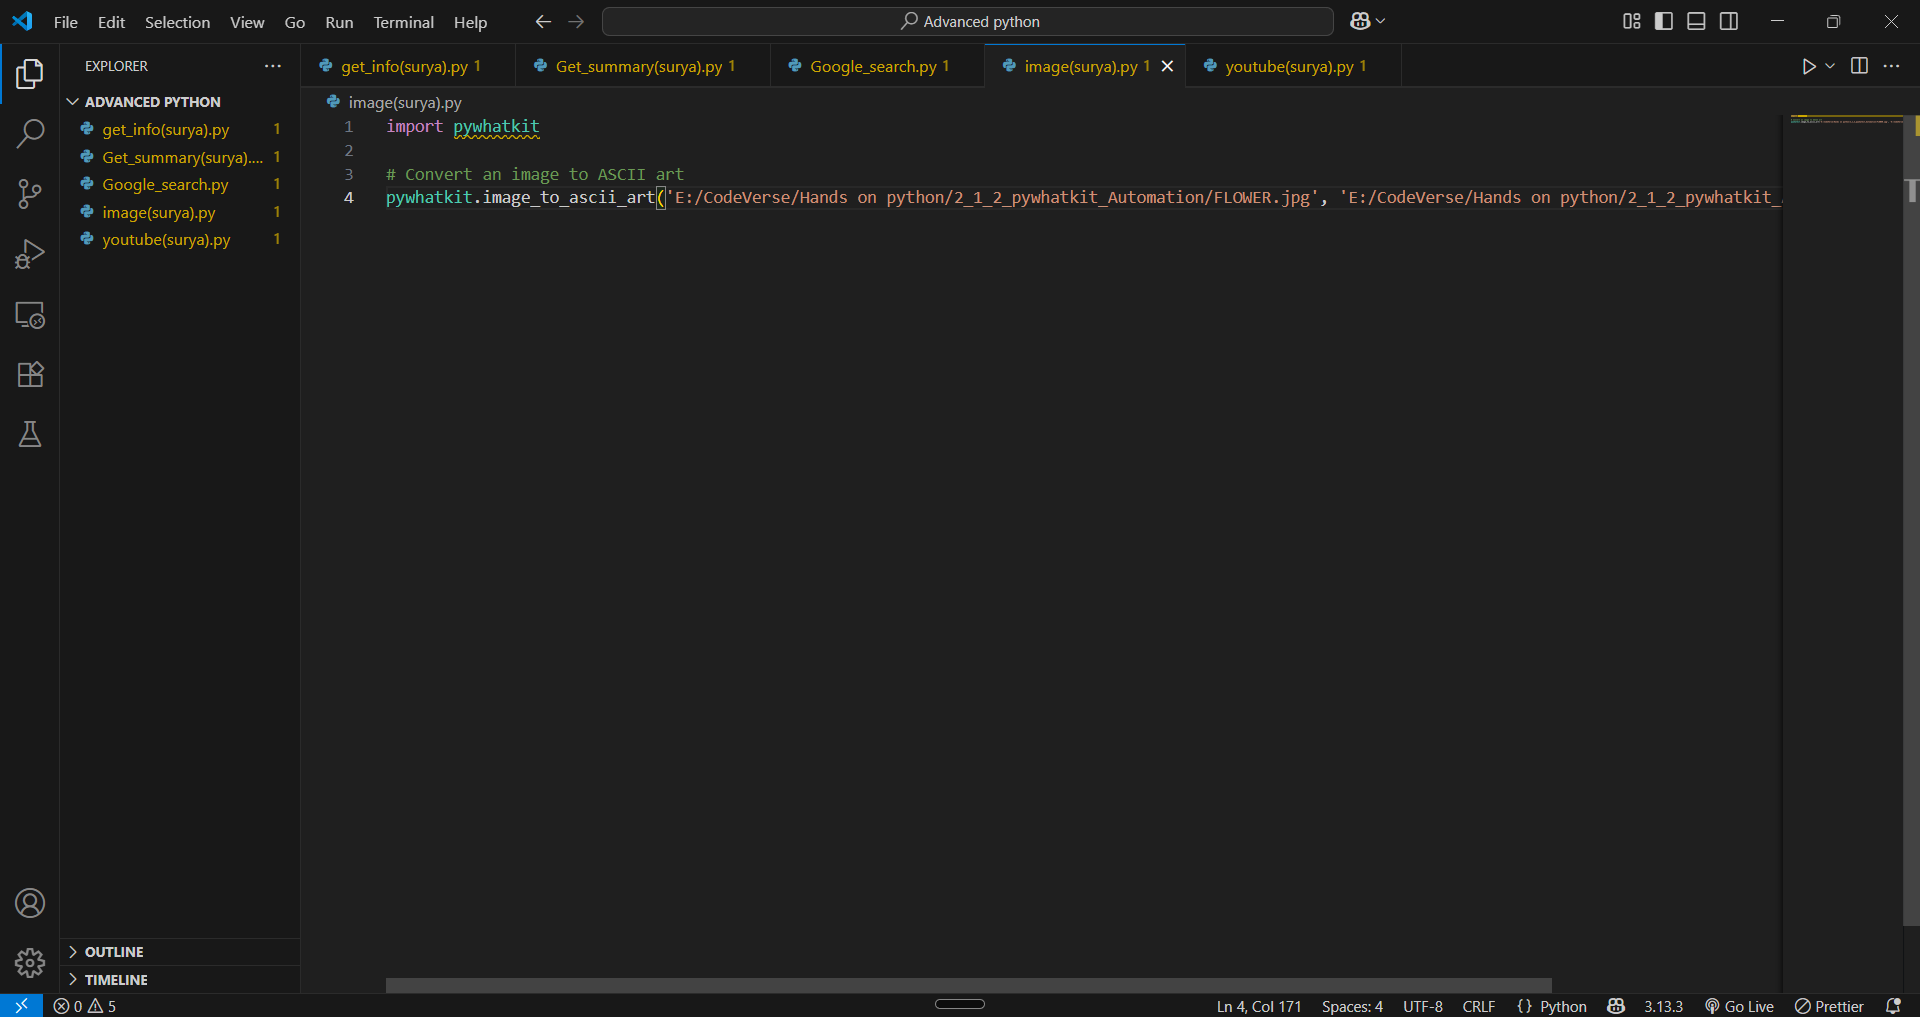 File Edit Selection View Go Run Terminal Help Advanced python
EXPLORER
ADVANCED PYTHON
get_info(surya).py 1
Get_summary(surya).... 1
Google_search.py 1
image(surya).py 1
youtube(surya).py 1
OUTLINE
TIMELINE
get_info(surya).py 1 Get_summary(surya).py 1 Google_search.py 1 image(surya).py 1 youtube(surya).py 1
image(surya).py
1 import pywhatkit
2
3 # Convert an image to ASCII art
4 pywhatkit.image_to_ascii_art('E:/CodeVerse/Hands on python/2_1_2_pywhatkit_Automation/FLOWER.jpg', 'E:/CodeVerse/Hands on python/2_1_2_pywhatkit_
0 5 Ln 4, Col 171 Spaces: 4 UTF-8 CRLF {} Python 3.13.3 Go Live Prettier